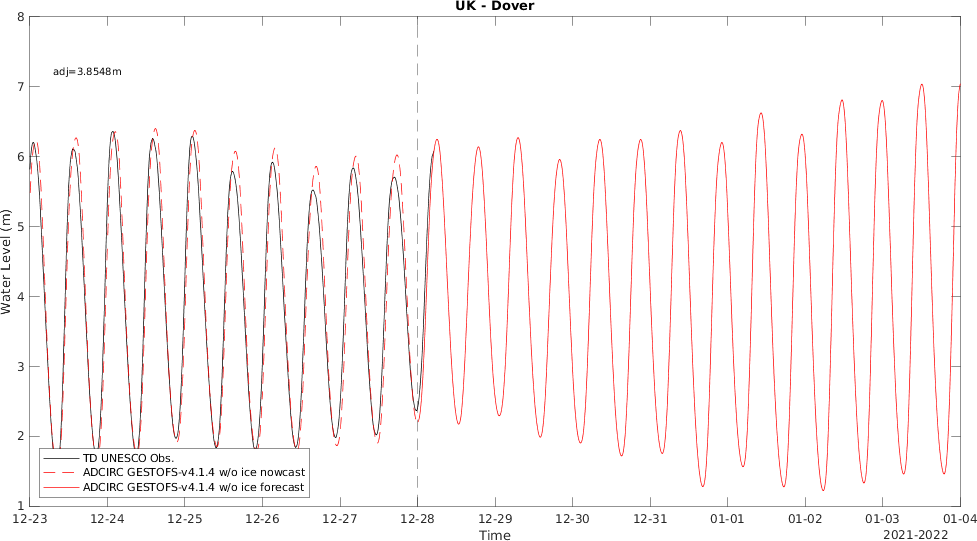 UK - Dover
adj=3.8548m
8
7
6
5
4
3
2
1
Water Level (m)
TD UNESCO Obs.
ADCIRC GESTOFS-v4.1.4 w/o ice nowcast
ADCIRC GESTOFS-v4.1.4 w/o ice forecast
12-23 12-24 12-25 12-26 12-27 12-28 12-29 12-30 12-31 01-01 01-02 01-03 01-04
Time
2021-2022